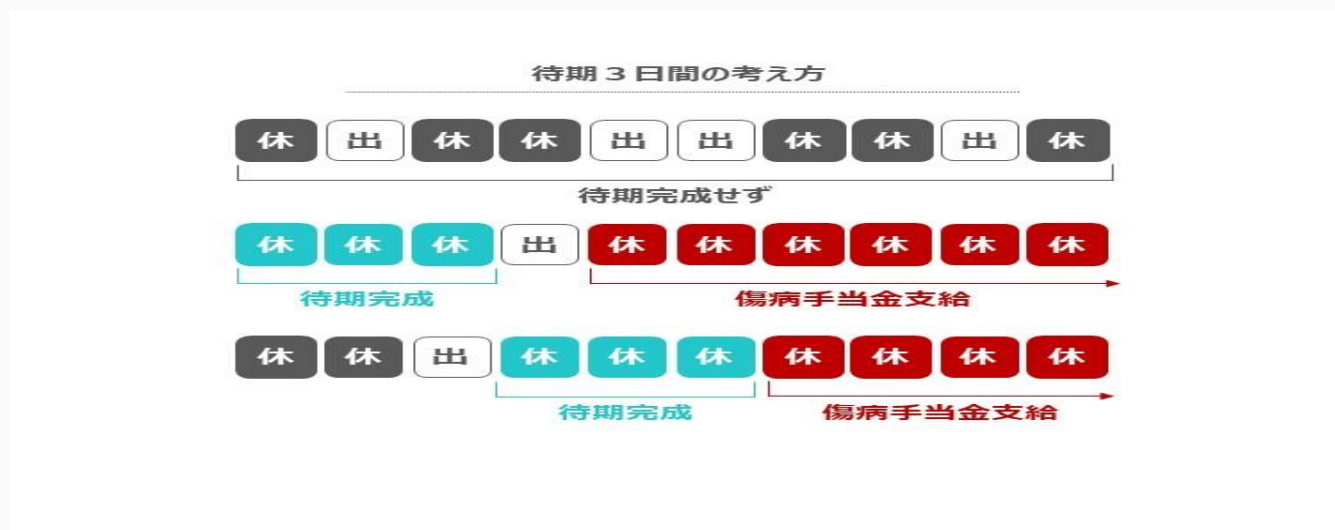 待期３日間の考え方
休 出 休 休 出 出 休 休 出 休
待期完成せず
休 休 休 出 休 休 休 休 休 休
待期完成 傷病手当金支給
休 休 出 休 休 休 休 休 休 休
待期完成 傷病手当金支給